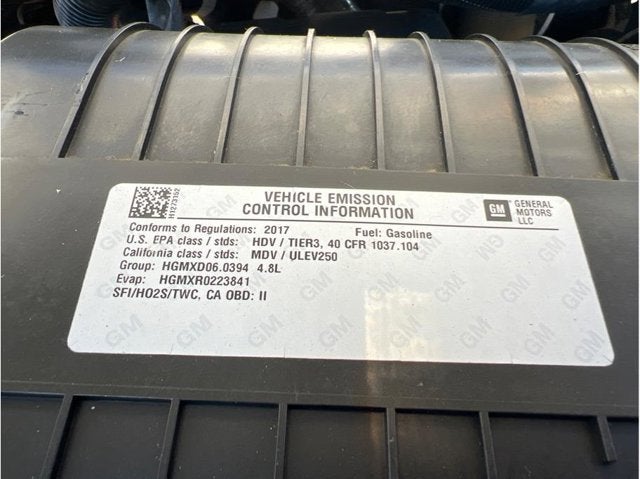 VEHICLE EMISSION
CONTROL INFORMATION
GM GENERAL
MOTORS
LLC
Conforms to Regulations: 2017 Fuel: Gasoline
U.S. EPA class / stds: HDV / TIER3, 40 CFR 1037.104
California class / stds: MDV / ULEV250
Group: HGMXD06.0394 4.8L
Evap: HGMXR0223841
SFI/HO2S/TWC, CA OBD: II